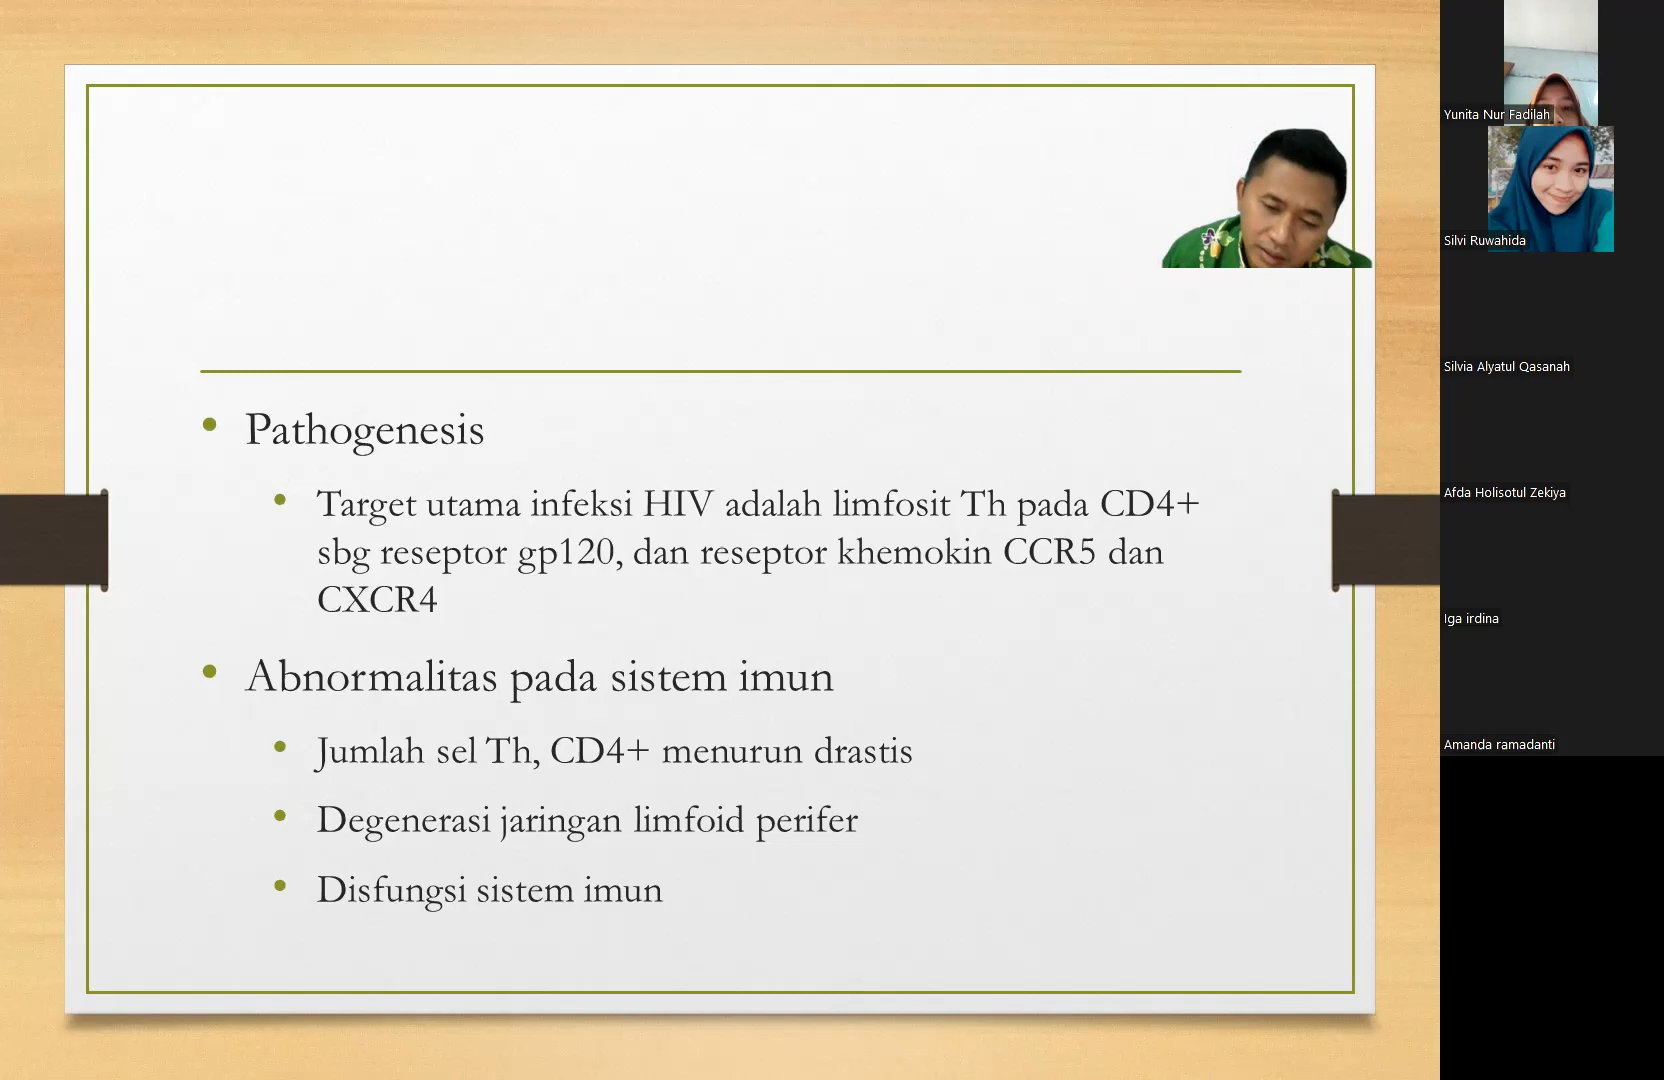 Pathogenesis
Target utama infeksi HIV adalah limfosit Th pada CD4+
sbg reseptor gp120, dan reseptor khemokin CCR5 dan
CXCR4
Abnormalitas pada sistem imun
Jumlah sel Th, CD4+ menurun drastis
Degenerasi jaringan limfoid perifer
Disfungsi sistem imun
Yunita Nur Fadilah
Silvi Ruwahida
Silvia Alyatul Qasanah
Afda Holisotul Zekiya
Iga irdina
Amanda ramadanti